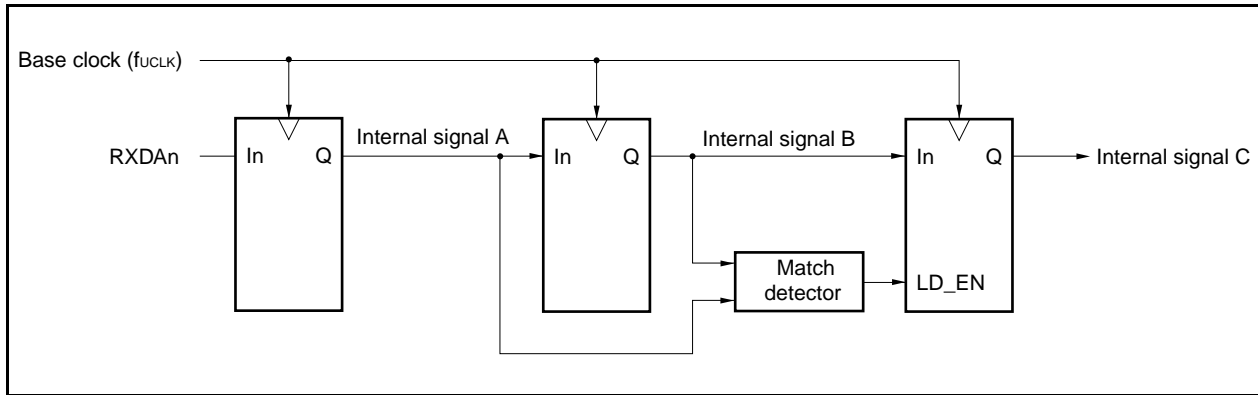 Base clock (fUCLK)
RXDAn
In
Q
Internal signal A
In
Q
Internal signal B
In
Q
Internal signal C
Match
detector
LD_EN